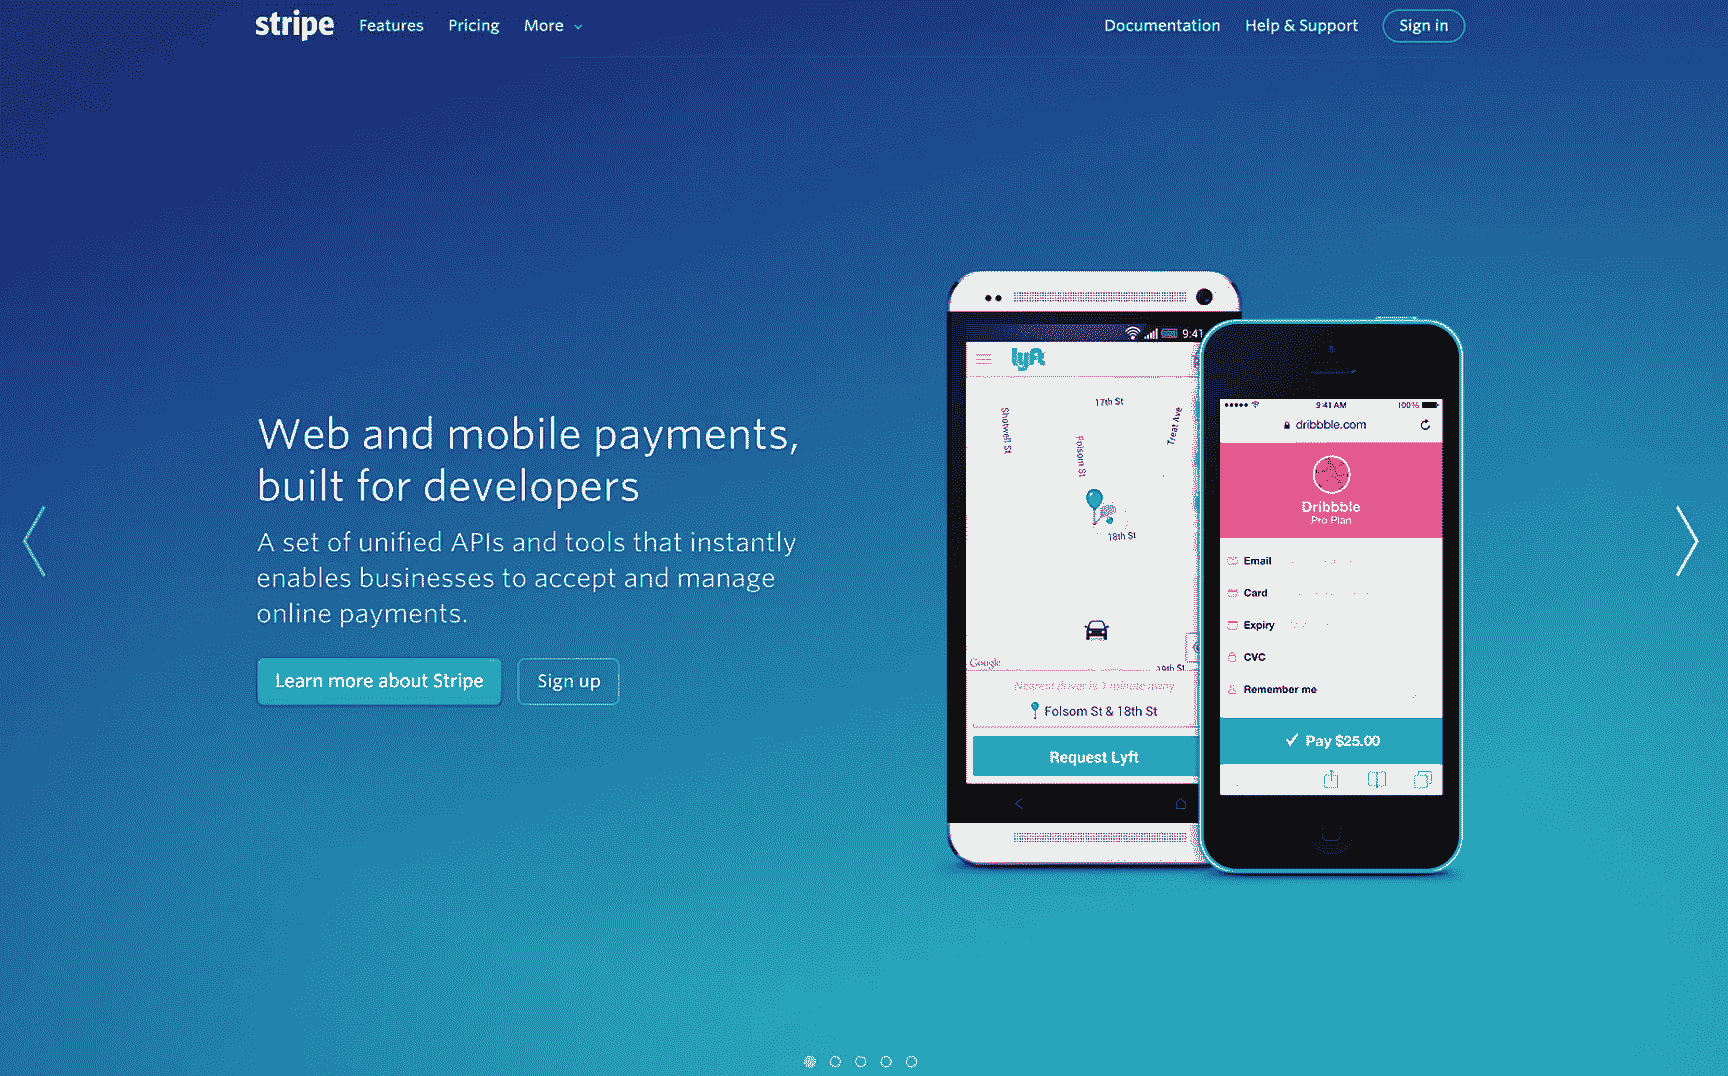 stripe Features Pricing More Documentation Help & Support Sign in
Web and mobile payments,
built for developers
A set of unified APIs and tools that instantly
enables businesses to accept and manage
online payments.
Learn more about Stripe Sign up
9:41
lyft
17th St
Shotwell St
Folsom St
Treat Ave
18th St
Google
19th St
Nearest driver is 1 minute away
Folsom St & 18th St
Request Lyft
9:41 AM 100%
dribbble.com
Dribbble
Pro Plan
Email
Card
Expiry
CVC
Remember me
Pay $25.00